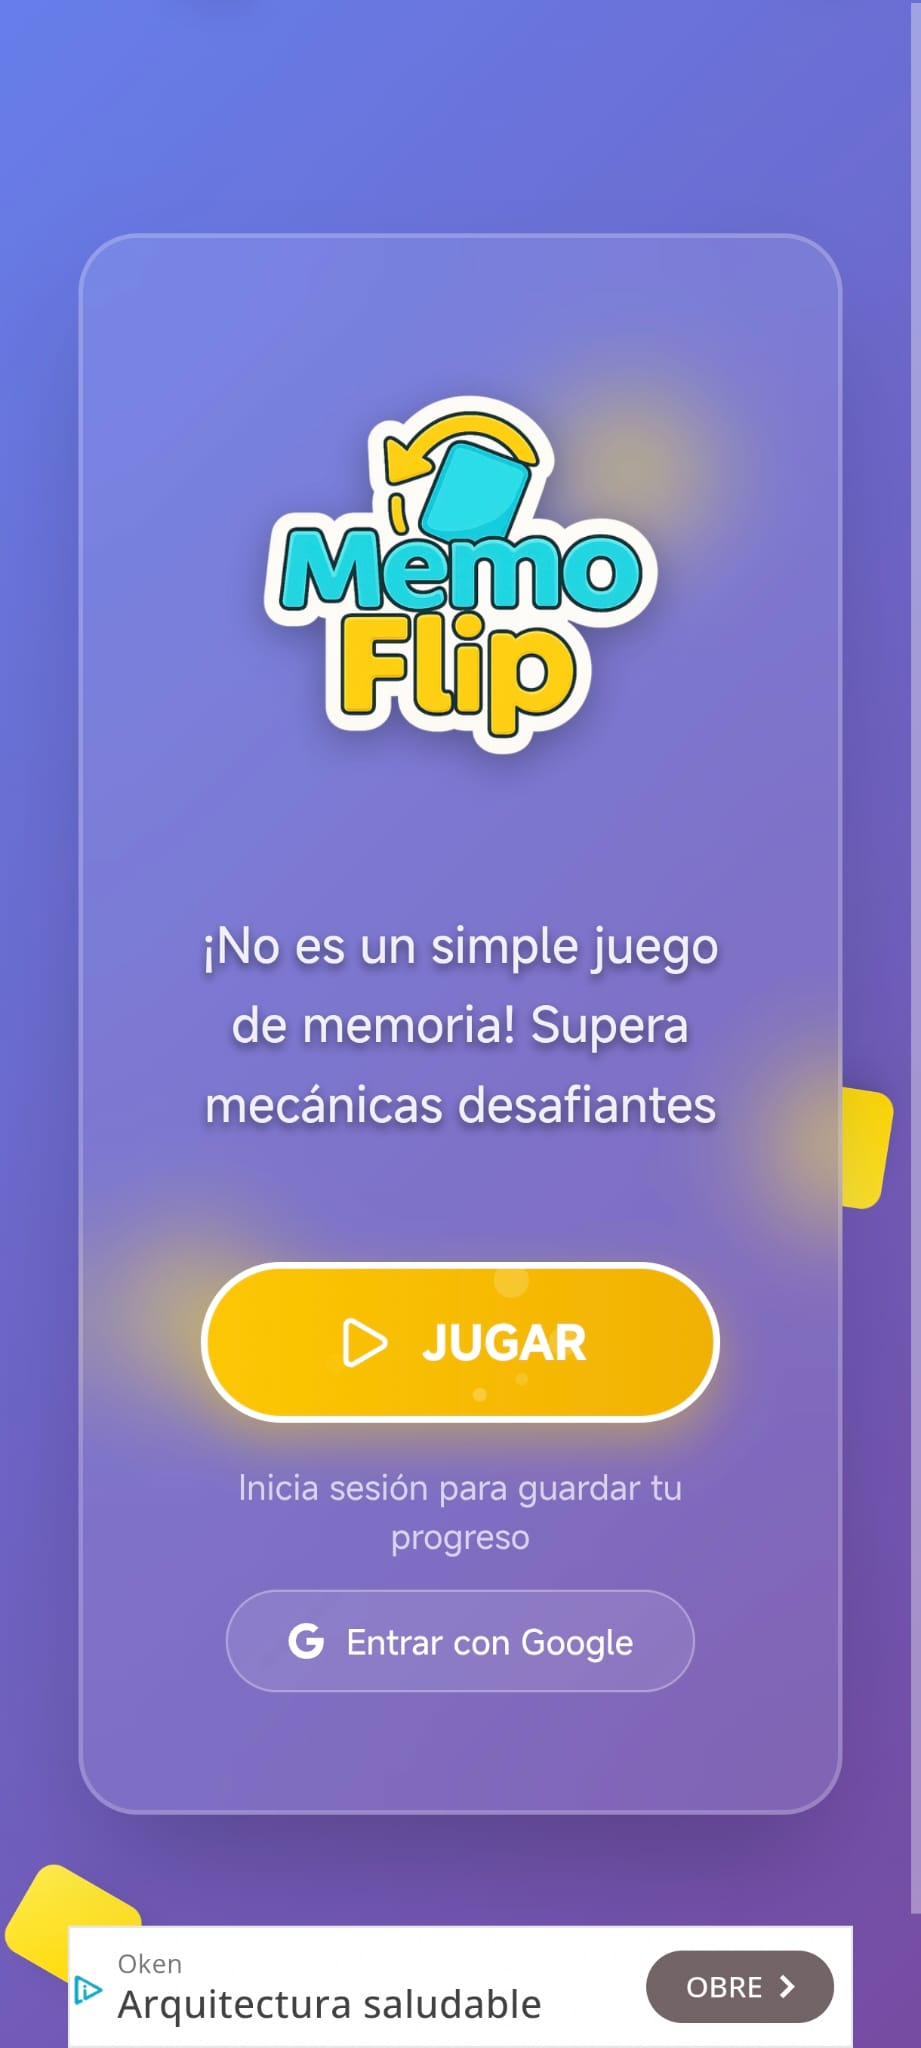 Memo
Flip
¡No es un simple juego
de memoria! Supera
mecánicas desafiantes
JUGAR
Inicia sesión para guardar tu
progreso
G Entrar con Google
Oken
Arquitectura saludable
OBRE